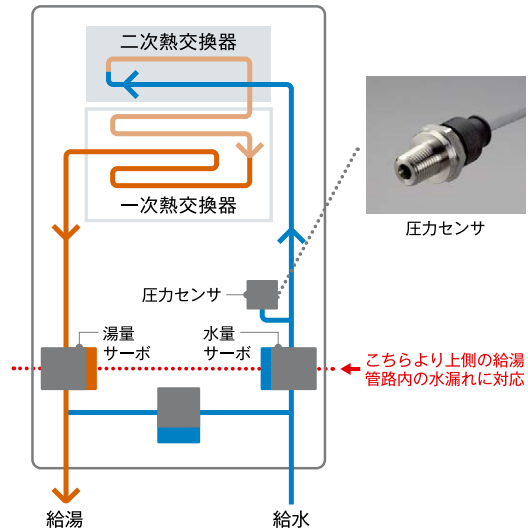 二次熱交換器
一次熱交換器
圧力センサ
圧力センサ
湯量
サーボ
水量
サーボ
こちらより上側の給湯
管路内の水漏れに対応
給湯
給水